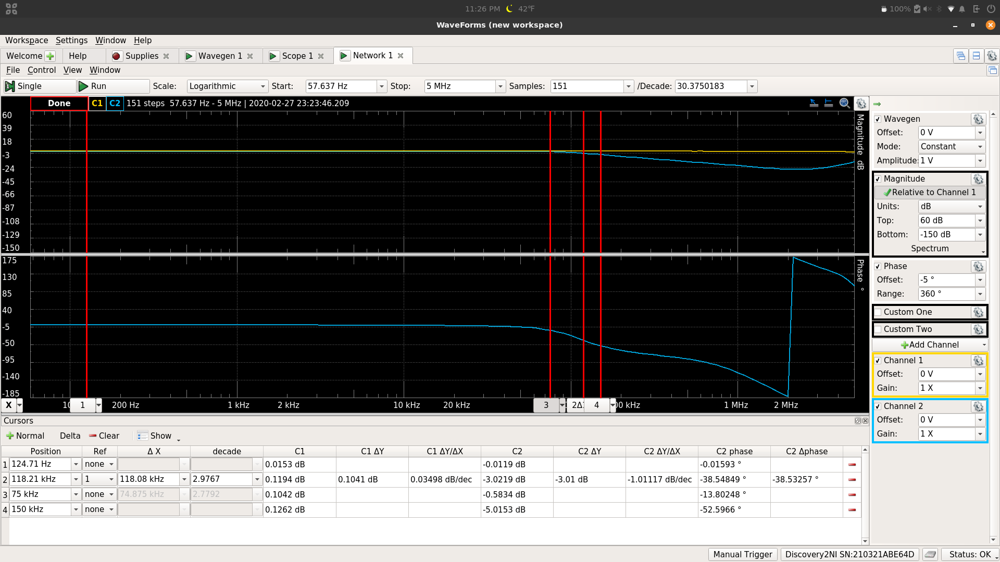 11:26 PM 42°F 100%
WaveForms (new workspace)
Workspace Settings Window Help
Welcome Help Supplies Wavegen 1 Scope 1 Network 1
File Control View Window
Single Run Scale: Logarithmic Start: 57.637 Hz Stop: 5 MHz Samples: 151 /Decade: 30.3750183
Done C1 C2 151 steps 57.637 Hz - 5 MHz | 2020-02-27 23:23:46.209
60
39
18
-3
-24
-45
-66
-87
-108
-129
-150
Magnitude dB
175
130
85
40
-5
-50
-95
-140
-185
Phase °
X 1 200 Hz 1 kHz 2 kHz 10 kHz 20 kHz 3 2Δ 4 00 kHz 1 MHz 2 MHz
Wavegen
Offset: 0 V
Mode: Constant
Amplitude: 1 V
Magnitude
Relative to Channel 1
Units: dB
Top: 60 dB
Bottom: -150 dB
Spectrum
Phase
Offset: -5 °
Range: 360 °
Custom One
Custom Two
Add Channel
Channel 1
Offset: 0 V
Gain: 1 X
Channel 2
Offset: 0 V
Gain: 1 X
Cursors
Normal Delta Clear Show
Position Ref Δ X decade C1 C1 ΔY C1 ΔY/ΔX C2 C2 ΔY C2 ΔY/ΔX C2 phase C2 Δphase
1 124.71 Hz none 0.0153 dB -0.0119 dB -0.01593 °
2 118.21 kHz 1 118.08 kHz 2.9767 0.1194 dB 0.1041 dB 0.03498 dB/dec -3.0219 dB -3.01 dB -1.01117 dB/dec -38.54849 ° -38.53257 °
3 75 kHz none 74.875 kHz 2.7792 0.1042 dB -0.5834 dB -13.80248 °
4 150 kHz none 0.1262 dB -5.0153 dB -52.5966 °
Manual Trigger Discovery2NI SN:210321ABE64D Status: OK